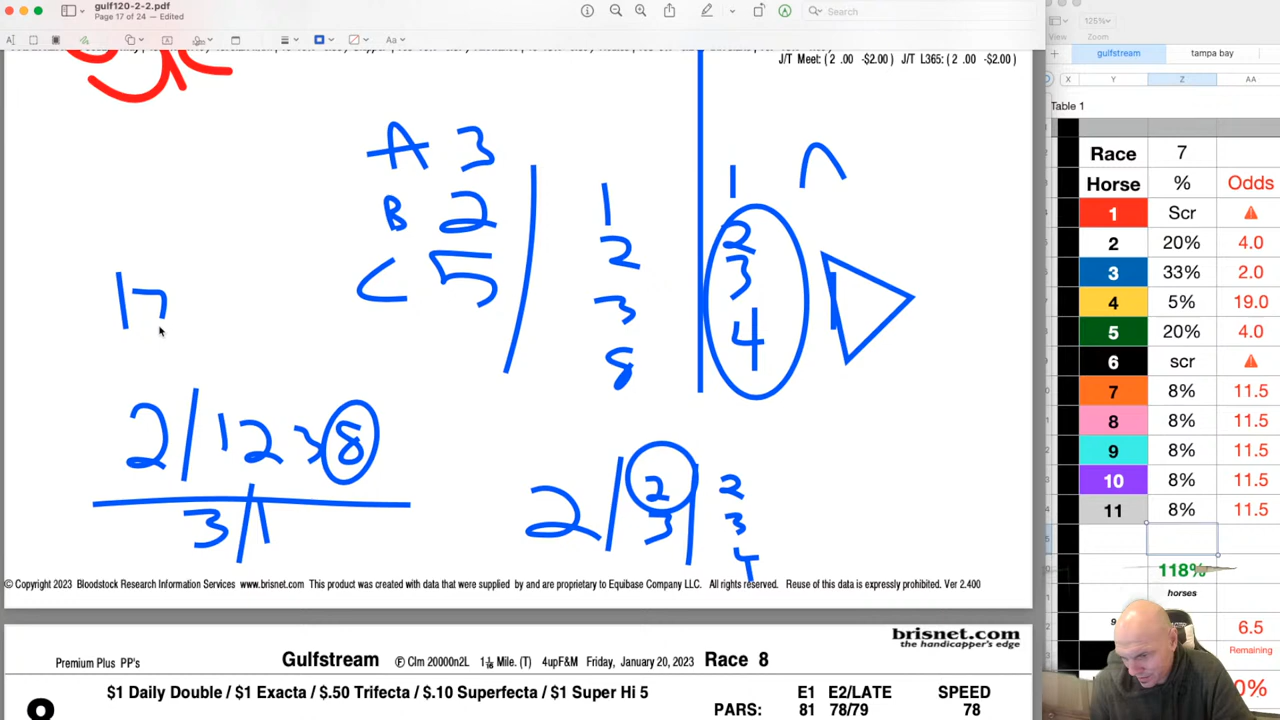 gulf120-2-2.pdf
Page 17 of 24 — Edited
Search
125%
View
Zoom
gulfstream
tampa bay
J/T Meet: ( 2 .00 -$2.00 ) J/T L365: ( 2 .00 -$2.00 )
X Y Z AA
Table 1
A 3
B 2
C 5
1
2
3
8
1
2
3
4
17
2 / 1 2 3 8
3 / 1
2 / 2 3 / 2 3 4
Race 7
Horse % Odds
1 Scr
2 20% 4.0
3 33% 2.0
4 5% 19.0
5 20% 4.0
6 scr
7 8% 11.5
8 8% 11.5
9 8% 11.5
10 8% 11.5
11 8% 11.5
118%
horses
9
6.5
Remaining
0%
© Copyright 2023 Bloodstock Research Information Services www.brisnet.com This product was created with data that were supplied by and are proprietary to Equibase Company LLC. All rights reserved. Reuse of this data is expressly prohibited. Ver 2.400
brisnet.com
the handicapper's edge
Premium Plus PP's Gulfstream Ⓕ Clm 20000n2L 1 1/16 Mile. (T) 4upF&M Friday, January 20, 2023 Race 8
$1 Daily Double / $1 Exacta / $.50 Trifecta / $.10 Superfecta / $1 Super Hi 5
E1 E2/LATE SPEED
PARS: 81 78/79 78